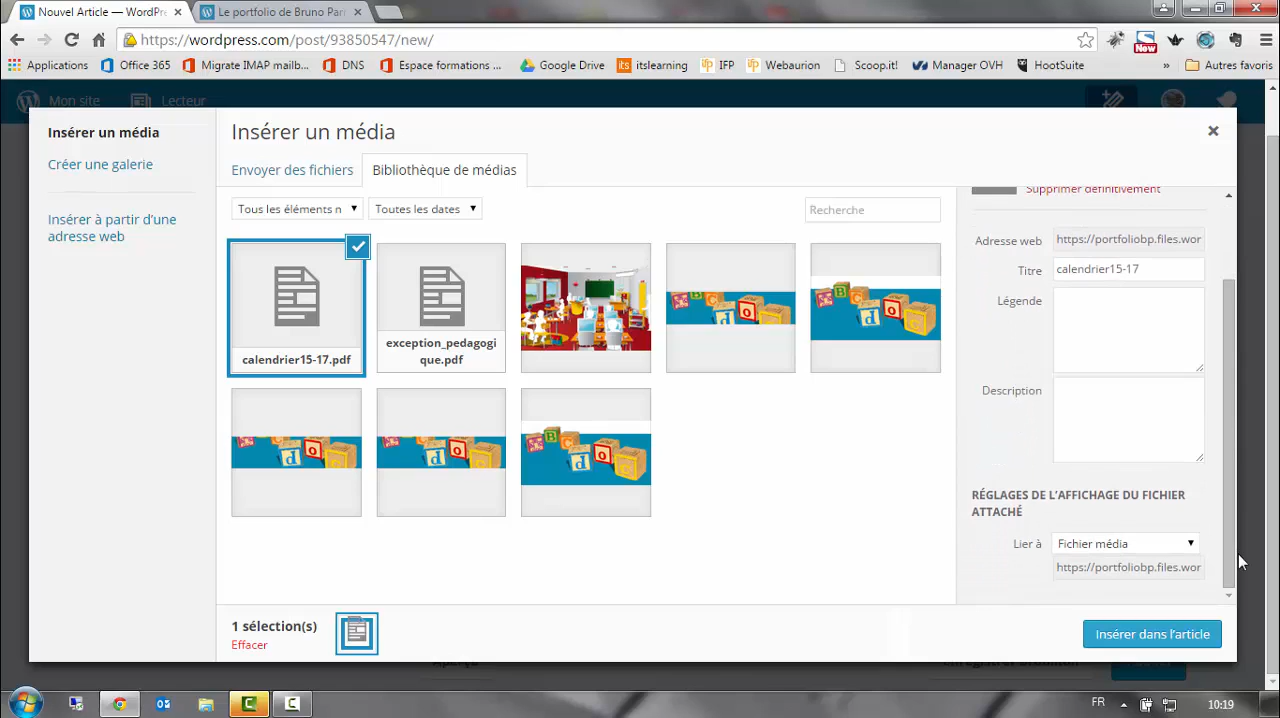 Nouvel Article — WordPr
Le portfolio de Bruno Pari
https://wordpress.com/post/93850547/new/
Applications
Office 365
Migrate IMAP mailb...
DNS
Espace formations ...
Google Drive
its itslearning
IFP
Webaurion
Scoop.it!
Manager OVH
HootSuite
»
Autres favoris
New
Mon site
Lecteur
Insérer un média
Créer une galerie
Insérer à partir d'une
adresse web
Insérer un média
Envoyer des fichiers
Bibliothèque de médias
Tous les éléments n
Toutes les dates
Recherche
calendrier15-17.pdf
exception_pedagogi
que.pdf
Supprimer définitivement
Adresse web
https://portfoliobp.files.wor
Titre
calendrier15-17
Légende
Description
RÉGLAGES DE L'AFFICHAGE DU FICHIER
ATTACHÉ
Lier à
Fichier média
https://portfoliobp.files.wor
1 sélection(s)
Effacer
Insérer dans l'article
FR
10:19